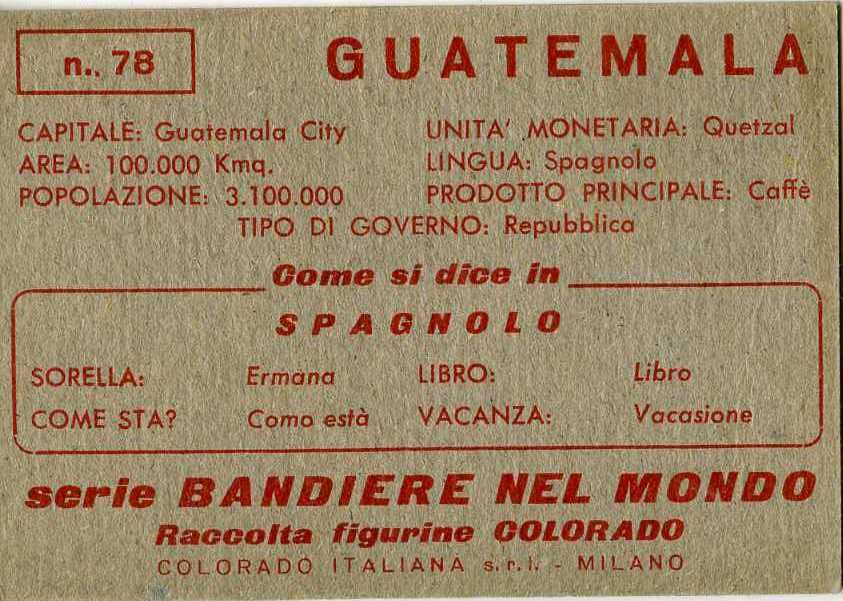 n.. 78
GUATEMALA
CAPITALE: Guatemala City
AREA: 100.000 Kmq.
POPOLAZIONE: 3.100.000
UNITA' MONETARIA: Quetzal
LINGUA: Spagnolo
PRODOTTO PRINCIPALE: Caffè
TIPO DI GOVERNO: Repubblica
Come si dice in
SPAGNOLO
SORELLA: Ermana LIBRO: Libro
COME STA? Como està VACANZA: Vacasione
serie BANDIERE NEL MONDO
Raccolta figurine COLORADO
COLORADO ITALIANA s.r.l. - MILANO